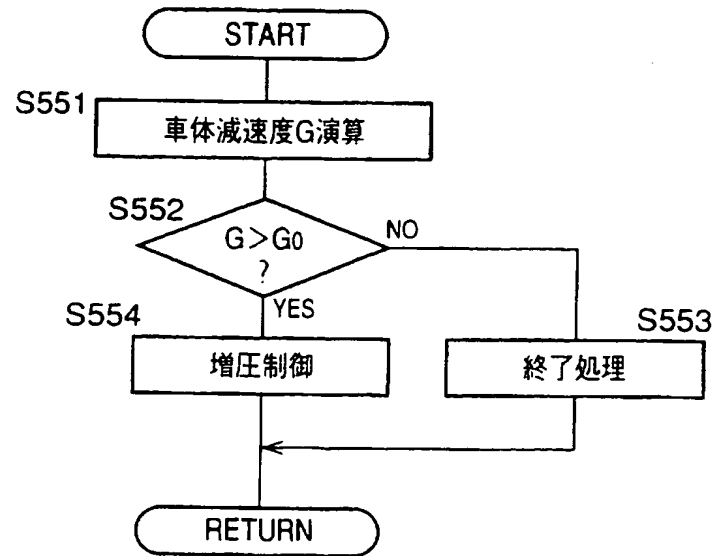 START
S551
車体減速度G演算
S552
G>G0
?
NO
YES
S554
増圧制御
S553
終了処理
RETURN